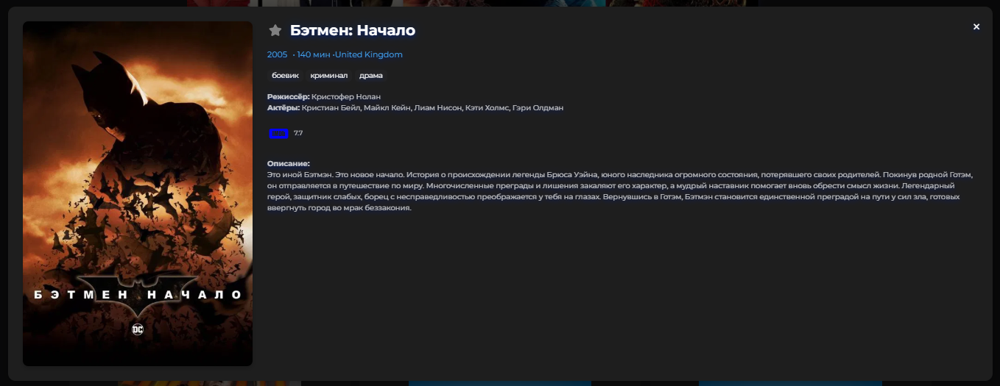 Бэтмен: Начало
×
2005 • 140 мин •United Kingdom
боевик криминал драма
Режиссёр: Кристофер Нолан
Актёры: Кристиан Бейл, Майкл Кейн, Лиам Нисон, Кэти Холмс, Гэри Олдман
7.7
Описание:
Это иной Бэтмэн. Это новое начало. История о происхождении легенды Брюса Уэйна, юного наследника огромного состояния, потерявшего своих родителей. Покинув родной Готэм,
он отправляется в путешествие по миру. Многочисленные преграды и лишения закаляют его характер, а мудрый наставник помогает вновь обрести смысл жизни. Легендарный
герой, защитник слабых, борец с несправедливостью преображается у тебя на глазах. Вернувшись в Готэм, Бэтмэн становится единственной преградой на пути у сил зла, готовых
ввергнуть город во мрак беззакония.
БЭТМЕН НАЧАЛО
DC